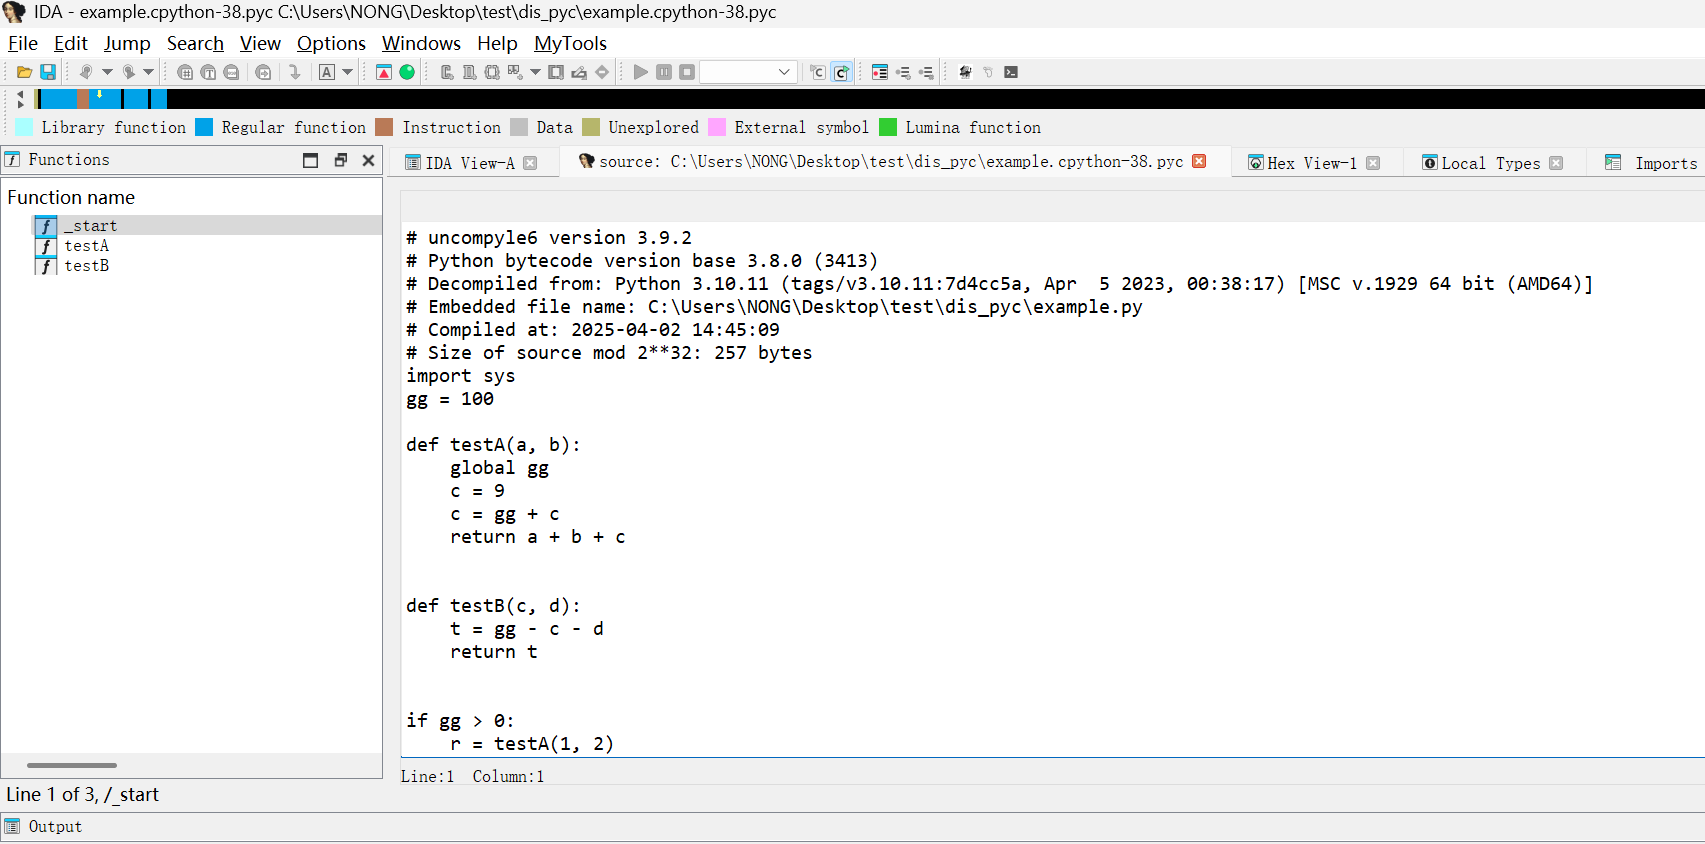 IDA - example.cpython-38.pyc C:\Users\NONG\Desktop\test\dis_pyc\example.cpython-38.pyc
File Edit Jump Search View Options Windows Help MyTools
Library function Regular function Instruction Data Unexplored External symbol Lumina function
Functions
IDA View-A source: C:\Users\NONG\Desktop\test\dis_pyc\example.cpython-38.pyc Hex View-1 Local Types Imports
Function name
_start
testA
testB
# uncompyle6 version 3.9.2
# Python bytecode version base 3.8.0 (3413)
# Decompiled from: Python 3.10.11 (tags/v3.10.11:7d4cc5a, Apr  5 2023, 00:38:17) [MSC v.1929 64 bit (AMD64)]
# Embedded file name: C:\Users\NONG\Desktop\test\dis_pyc\example.py
# Compiled at: 2025-04-02 14:45:09
# Size of source mod 2**32: 257 bytes
import sys
gg = 100
def testA(a, b):
    global gg
    c = 9
    c = gg + c
    return a + b + c
def testB(c, d):
    t = gg - c - d
    return t
if gg > 0:
    r = testA(1, 2)
Line:1 Column:1
Line 1 of 3, /_start
Output